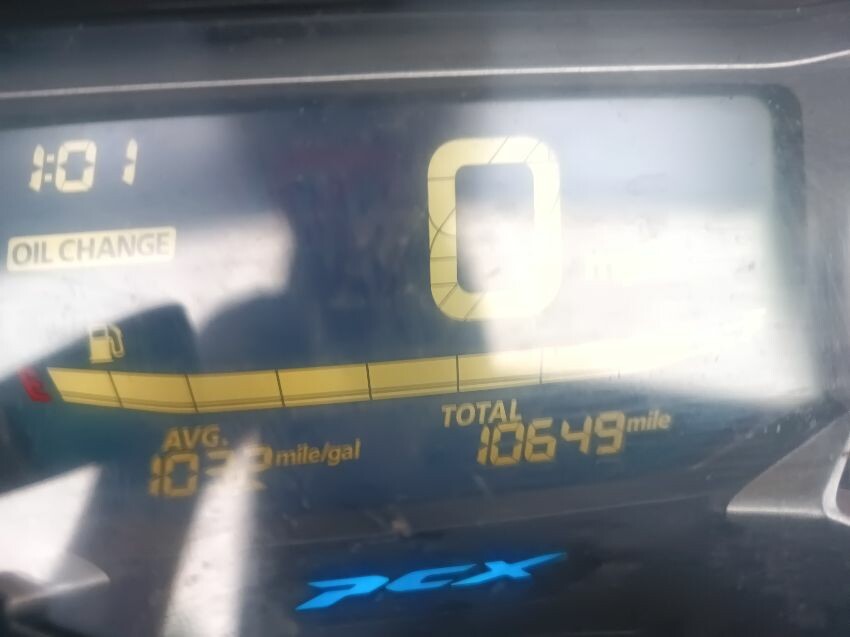 1:01
0
OIL CHANGE
E
AVG.
mile/gal
TOTAL
10649 mile
PCX